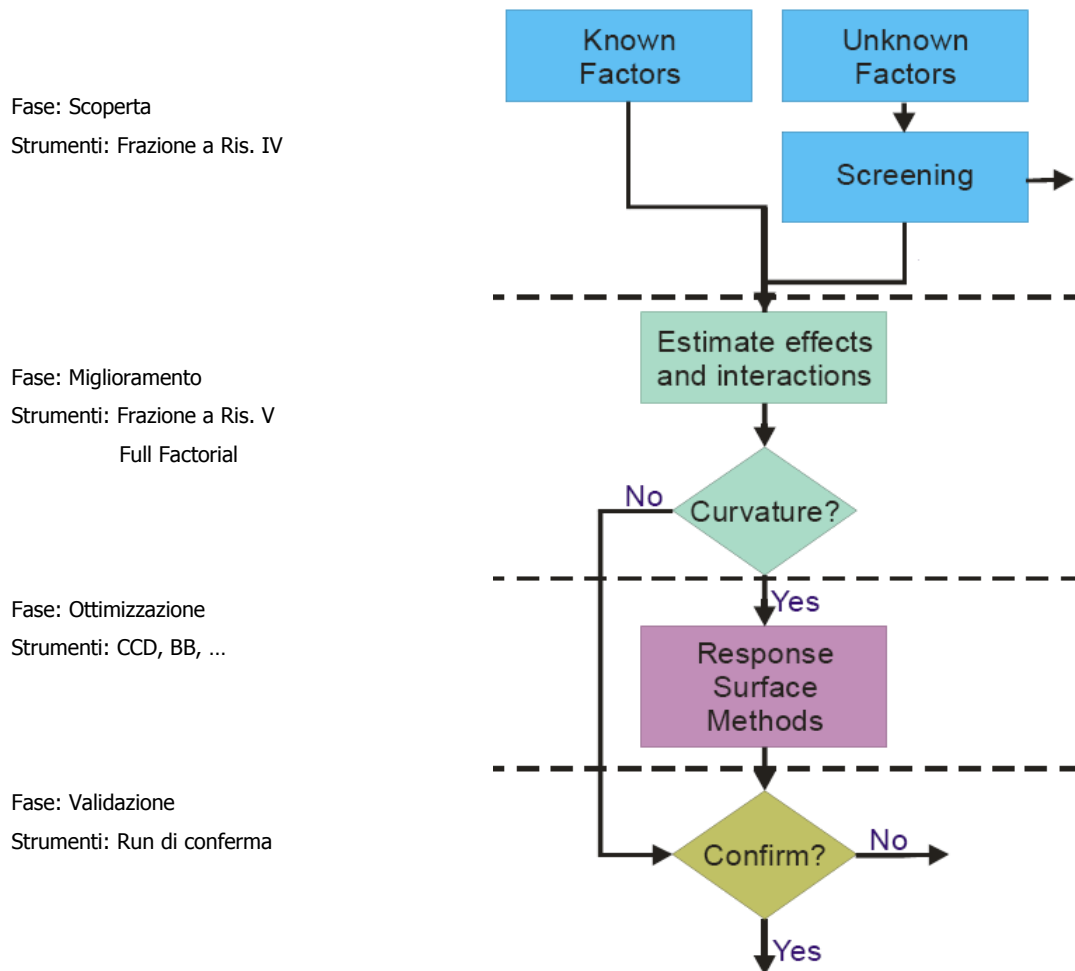 Known
Factors
Unknown
Factors
Fase: Scoperta
Strumenti: Frazione a Ris. IV
Screening
Estimate effects
and interactions
Fase: Miglioramento
Strumenti: Frazione a Ris. V
Full Factorial
No
Curvature?
Fase: Ottimizzazione
Strumenti: CCD, BB, …
Yes
Response
Surface
Methods
Fase: Validazione
Strumenti: Run di conferma
Confirm?
No
Yes